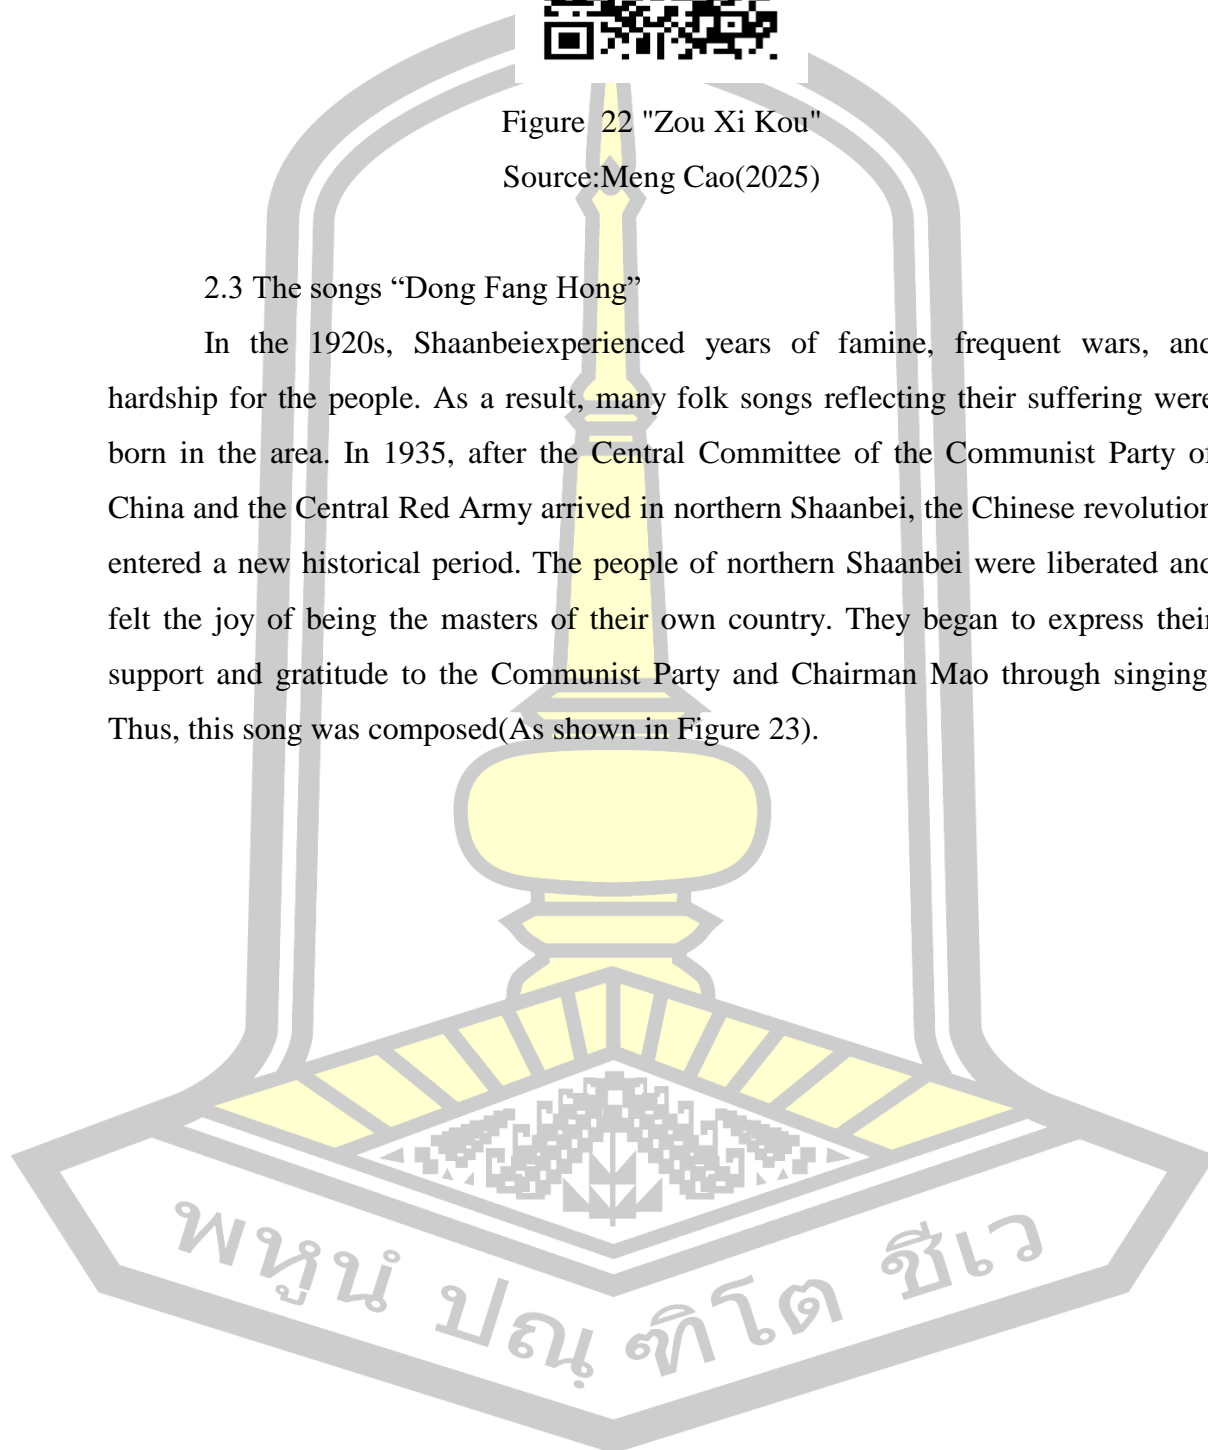 Figure 22 "Zou Xi Kou"
Source:Meng Cao(2025)
2.3 The songs “Dong Fang Hong”
In the 1920s, Shaanbeiexperienced years of famine, frequent wars, and
hardship for the people. As a result, many folk songs reflecting their suffering were
born in the area. In 1935, after the Central Committee of the Communist Party of
China and the Central Red Army arrived in northern Shaanbei, the Chinese revolution
entered a new historical period. The people of northern Shaanbei were liberated and
felt the joy of being the masters of their own country. They began to express their
support and gratitude to the Communist Party and Chairman Mao through singing.
Thus, this song was composed(As shown in Figure 23).
พหูนํ ปณฺฑิโต ชีเว